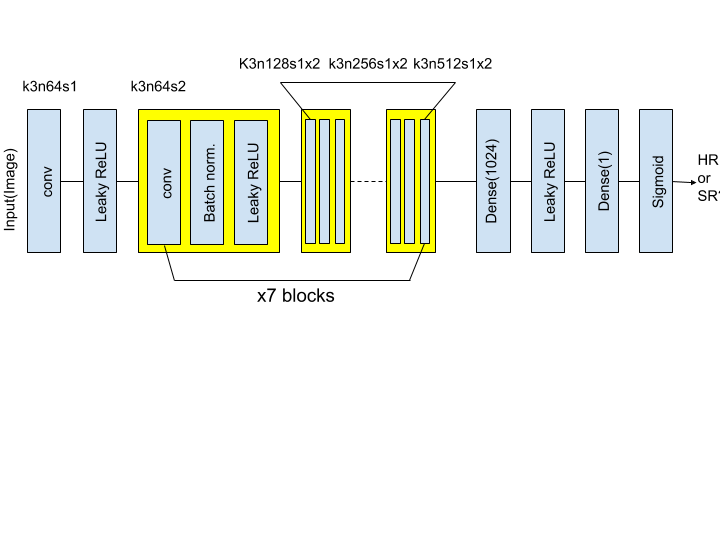 K3n128s1x2 k3n256s1x2 k3n512s1x2
k3n64s1
k3n64s2
Input(Image)
conv
Leaky ReLU
conv
Batch norm.
Leaky ReLU
Dense(1024)
Leaky ReLU
Dense(1)
Sigmoid
HR
or
SR?
x7 blocks